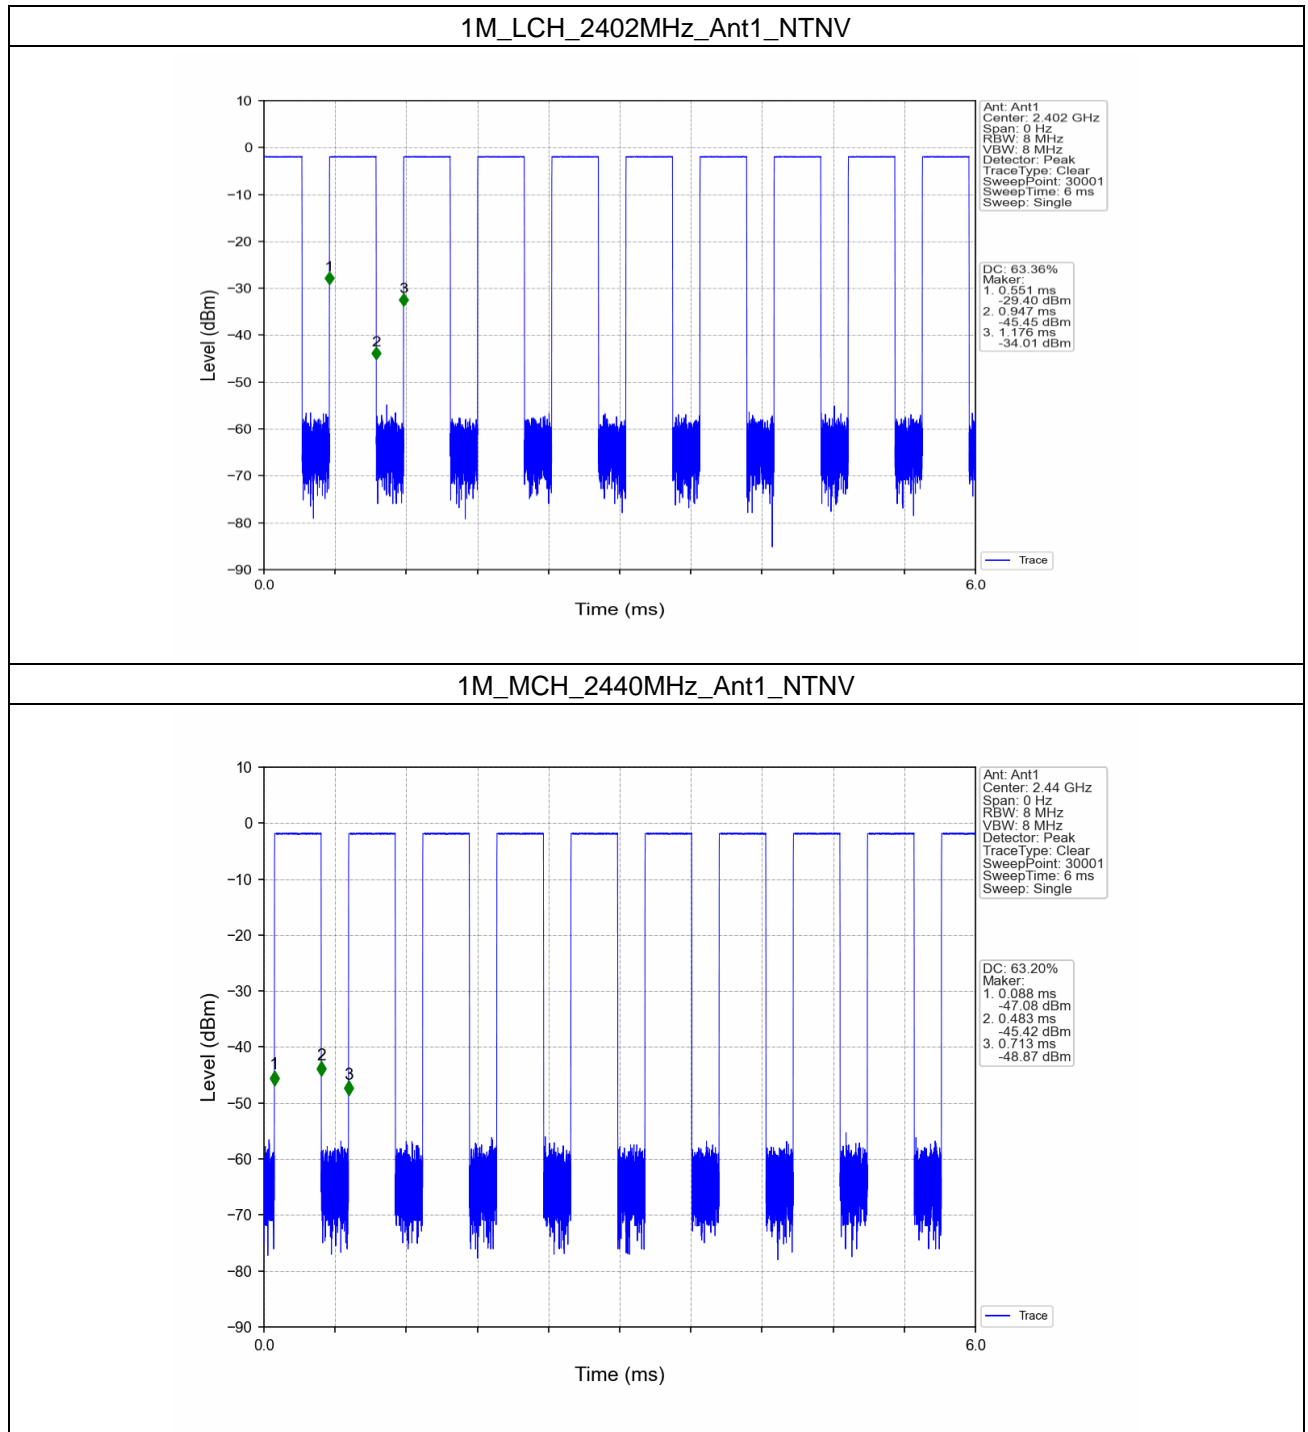 1M_LCH_2402MHz_Ant1_NTNV
10
0
−10
−20
−30
−40
−50
−60
−70
−80
−90
Level (dBm)
1
2
3
0.0
6.0
Time (ms)
Ant: Ant1
Center: 2.402 GHz
Span: 0 Hz
RBW: 8 MHz
VBW: 8 MHz
Detector: Peak
TraceType: Clear
SweepPoint: 30001
SweepTime: 6 ms
Sweep: Single
DC: 63.36%
Maker:
1. 0.551 ms
-29.40 dBm
2. 0.947 ms
-45.45 dBm
3. 1.176 ms
-34.01 dBm
Trace
1M_MCH_2440MHz_Ant1_NTNV
10
0
−10
−20
−30
−40
−50
−60
−70
−80
−90
Level (dBm)
1
2
3
0.0
6.0
Time (ms)
Ant: Ant1
Center: 2.44 GHz
Span: 0 Hz
RBW: 8 MHz
VBW: 8 MHz
Detector: Peak
TraceType: Clear
SweepPoint: 30001
SweepTime: 6 ms
Sweep: Single
DC: 63.20%
Maker:
1. 0.088 ms
-47.08 dBm
2. 0.483 ms
-45.42 dBm
3. 0.713 ms
-48.87 dBm
Trace